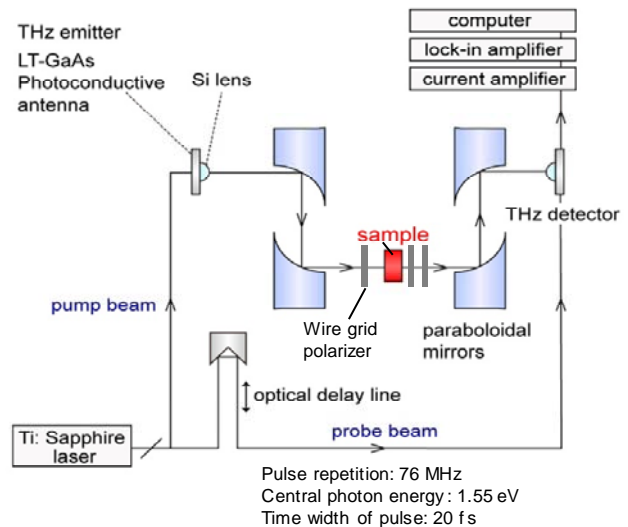 computer
lock-in amplifier
current amplifier
THz emitter
LT-GaAs
Photoconductive
antenna
Si lens
THz detector
sample
Wire grid
polarizer
paraboloidal
mirrors
pump beam
optical delay line
Ti: Sapphire
laser
probe beam
Pulse repetition: 76 MHz
Central photon energy: 1.55 eV
Time width of pulse: 20 fs